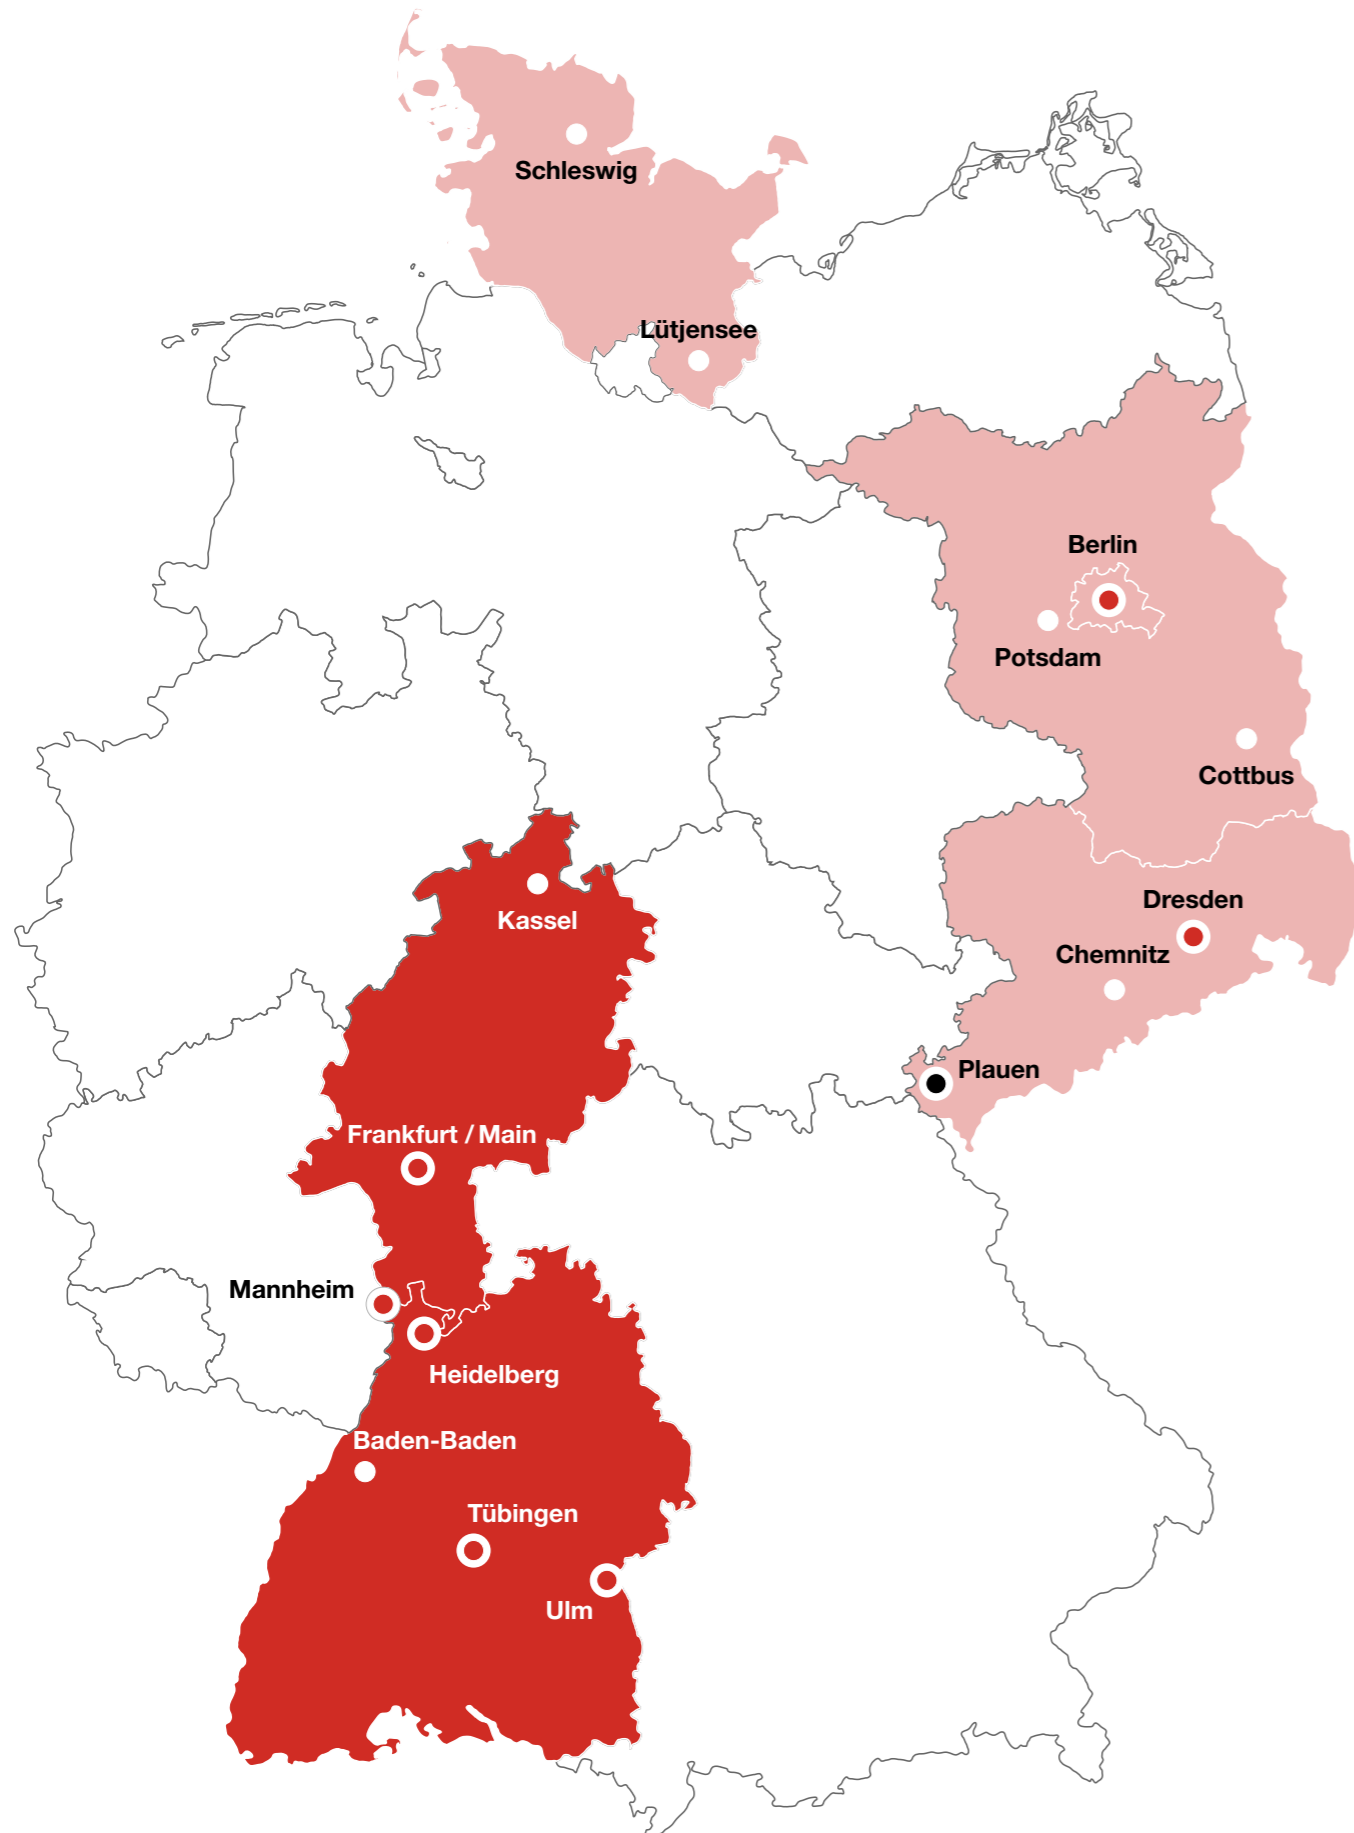 Schleswig
Lütjensee
Berlin
Potsdam
Cottbus
Dresden
Kassel
Chemnitz
Plauen
Frankfurt / Main
Mannheim
Heidelberg
Baden-Baden
Tübingen
Ulm